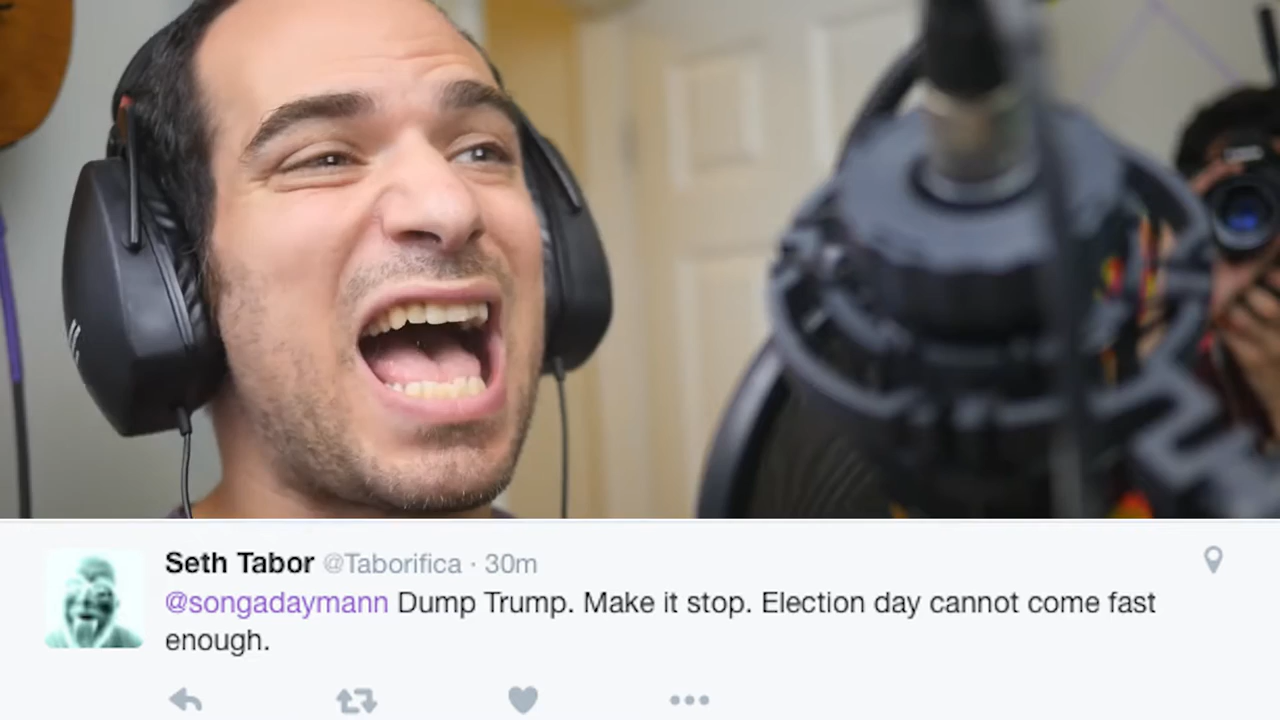 Seth Tabor @Taborifica · 30m
@songadaymann Dump Trump. Make it stop. Election day cannot come fast
enough.